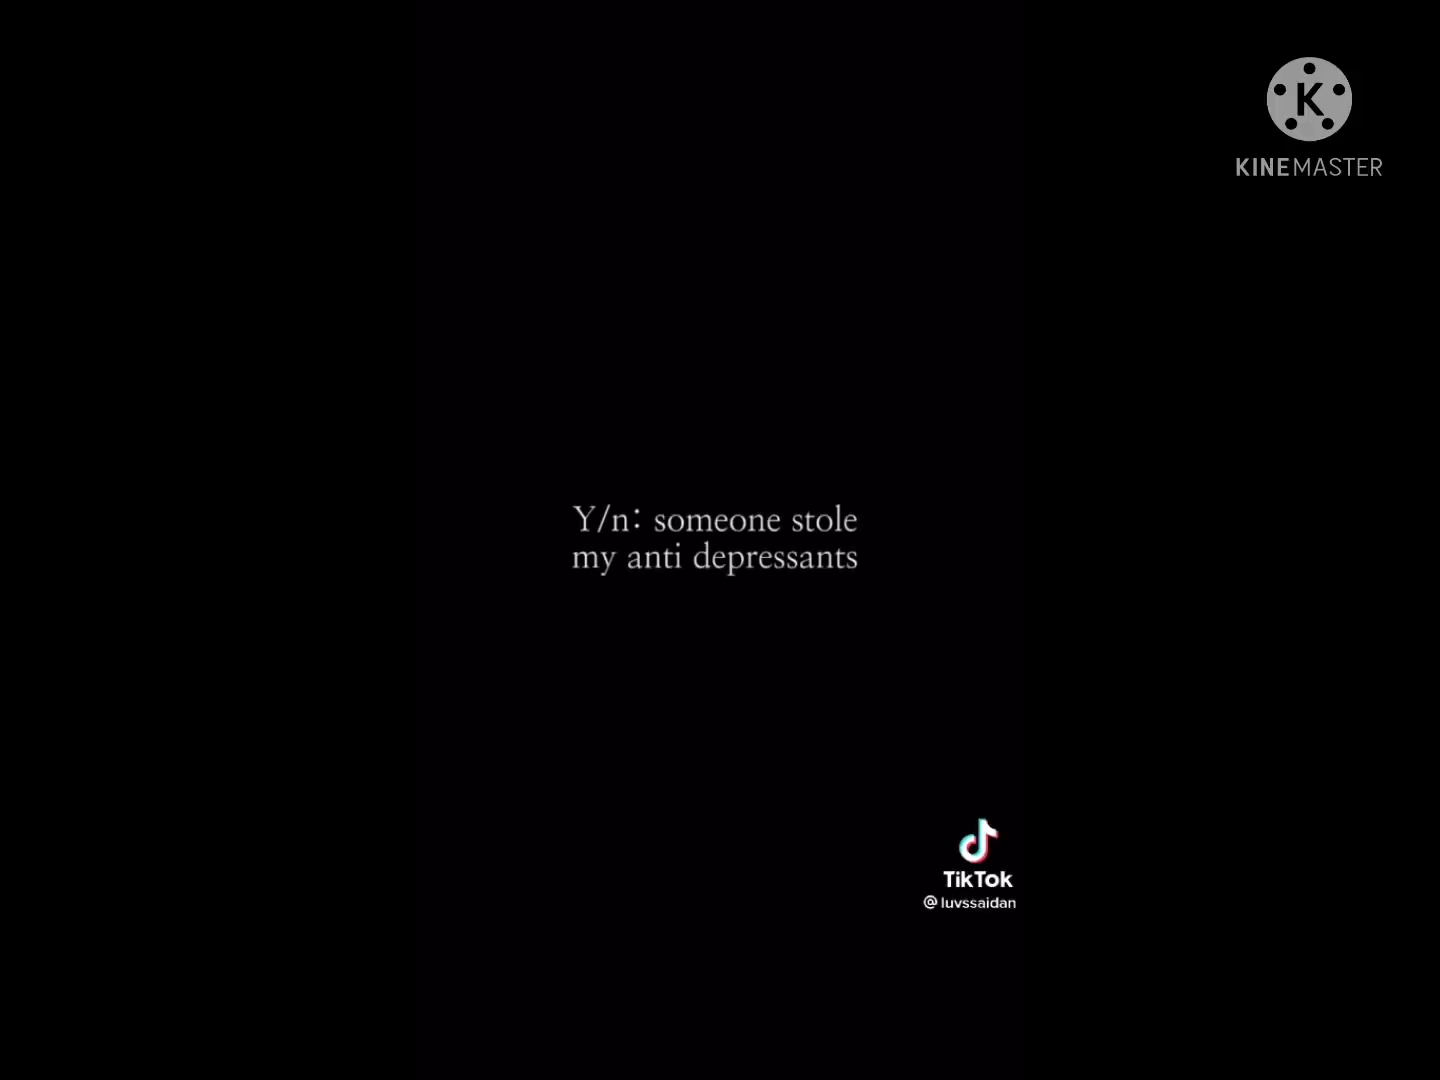 K
KINEMASTER
Y/n: someone stole
my anti depressants
TikTok
@luvssaidan